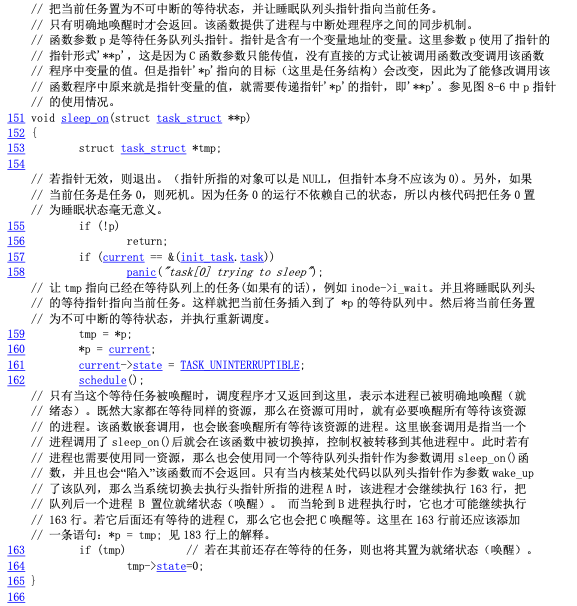 // 把当前任务置为不可中断的等待状态，并让睡眠队列头指针指向当前任务。
// 只有明确地唤醒时才会返回。该函数提供了进程与中断处理程序之间的同步机制。
// 函数参数 p 是等待任务队列头指针。指针是含有一个变量地址的变量。这里参数 p 使用了指针的
// 指针形式'**p'，这是因为 C 函数参数只能传值，没有直接的方式让被调用函数改变调用该函数
// 程序中变量的值。但是指针'*p'指向的目标（这里是任务结构）会改变，因此为了能修改调用该
// 函数程序中原来就是指针变量的值，就需要传递指针'*p'的指针，即'**p'。参见图 8-6 中 p 指针
// 的使用情况。
151 void sleep_on(struct task_struct **p)
152 {
153 struct task_struct *tmp;
154
// 若指针无效，则退出。（指针所指的对象可以是 NULL，但指针本身不应该为 0)。另外，如果
// 当前任务是任务 0，则死机。因为任务 0 的运行不依赖自己的状态，所以内核代码把任务 0 置
// 为睡眠状态毫无意义。
155 if (!p)
156 return;
157 if (current == &(init_task.task))
158 panic("task[0] trying to sleep");
// 让 tmp 指向已经在等待队列上的任务(如果有的话)，例如 inode->i_wait。并且将睡眠队列头
// 的等待指针指向当前任务。这样就把当前任务插入到了 *p 的等待队列中。然后将当前任务置
// 为不可中断的等待状态，并执行重新调度。
159 tmp = *p;
160 *p = current;
161 current->state = TASK_UNINTERRUPTIBLE;
162 schedule();
// 只有当这个等待任务被唤醒时，调度程序才又返回到这里，表示本进程已被明确地唤醒（就
// 绪态）。既然大家都在等待同样的资源，那么在资源可用时，就有必要唤醒所有等待该资源
// 的进程。该函数嵌套调用，也会嵌套唤醒所有等待该资源的进程。这里嵌套调用是指当一个
// 进程调用了 sleep_on()后就会在该函数中被切换掉，控制权被转移到其他进程中。此时若有
// 进程也需要使用同一资源，那么也会使用同一个等待队列头指针作为参数调用 sleep_on()函
// 数，并且也会“陷入”该函数而不会返回。只有当内核某处代码以队列头指针作为参数 wake_up
// 了该队列，那么当系统切换去执行头指针所指的进程 A 时，该进程才会继续执行 163 行，把
// 队列后一个进程 B 置位就绪状态（唤醒）。 而当轮到 B 进程执行时，它也才可能继续执行
// 163 行。若它后面还有等待的进程 C，那么它也会把 C 唤醒等。这里在 163 行前还应该添加
// 一条语句：*p = tmp; 见 183 行上的解释。
163 if (tmp) // 若在其前还存在等待的任务，则也将其置为就绪状态（唤醒）。
164 tmp->state=0;
165 }
166